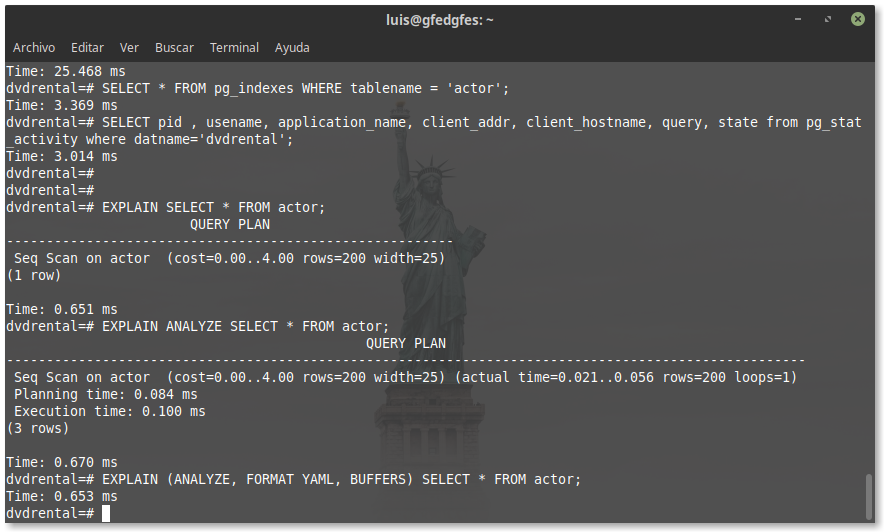 luis@gfedgfes: ~
Archivo Editar Ver Buscar Terminal Ayuda
Time: 25.468 ms
dvdrental=# SELECT * FROM pg_indexes WHERE tablename = 'actor';
Time: 3.369 ms
dvdrental=# SELECT pid , usename, application_name, client_addr, client_hostname, query, state from pg_stat
_activity where datname='dvdrental';
Time: 3.014 ms
dvdrental=#
dvdrental=#
dvdrental=# EXPLAIN SELECT * FROM actor;
QUERY PLAN
--------------------------------------------------------
Seq Scan on actor  (cost=0.00..4.00 rows=200 width=25)
(1 row)
Time: 0.651 ms
dvdrental=# EXPLAIN ANALYZE SELECT * FROM actor;
QUERY PLAN
----------------------------------------------------------------------------------------------------
Seq Scan on actor  (cost=0.00..4.00 rows=200 width=25) (actual time=0.021..0.056 rows=200 loops=1)
Planning time: 0.084 ms
Execution time: 0.100 ms
(3 rows)
Time: 0.670 ms
dvdrental=# EXPLAIN (ANALYZE, FORMAT YAML, BUFFERS) SELECT * FROM actor;
Time: 0.653 ms
dvdrental=#